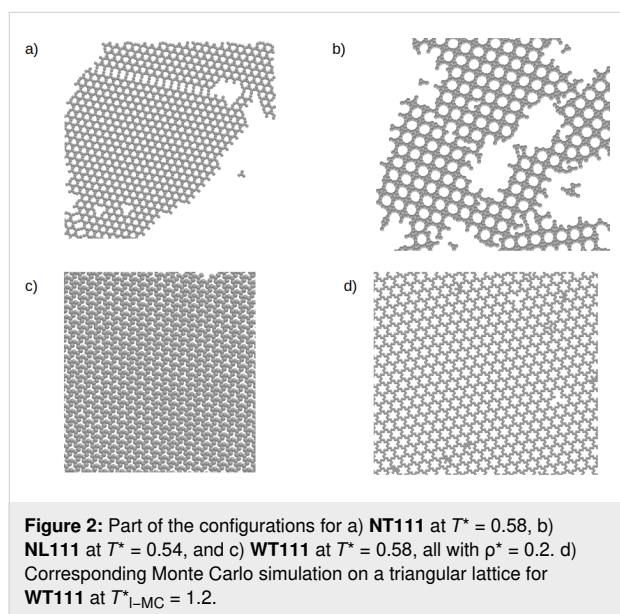 a)
b)
c)
d)
Figure 2: Part of the configurations for a) NT111 at T* = 0.58, b)
NL111 at T* = 0.54, and c) WT111 at T* = 0.58, all with ρ* = 0.2. d)
Corresponding Monte Carlo simulation on a triangular lattice for
WT111 at T*l–MC = 1.2.